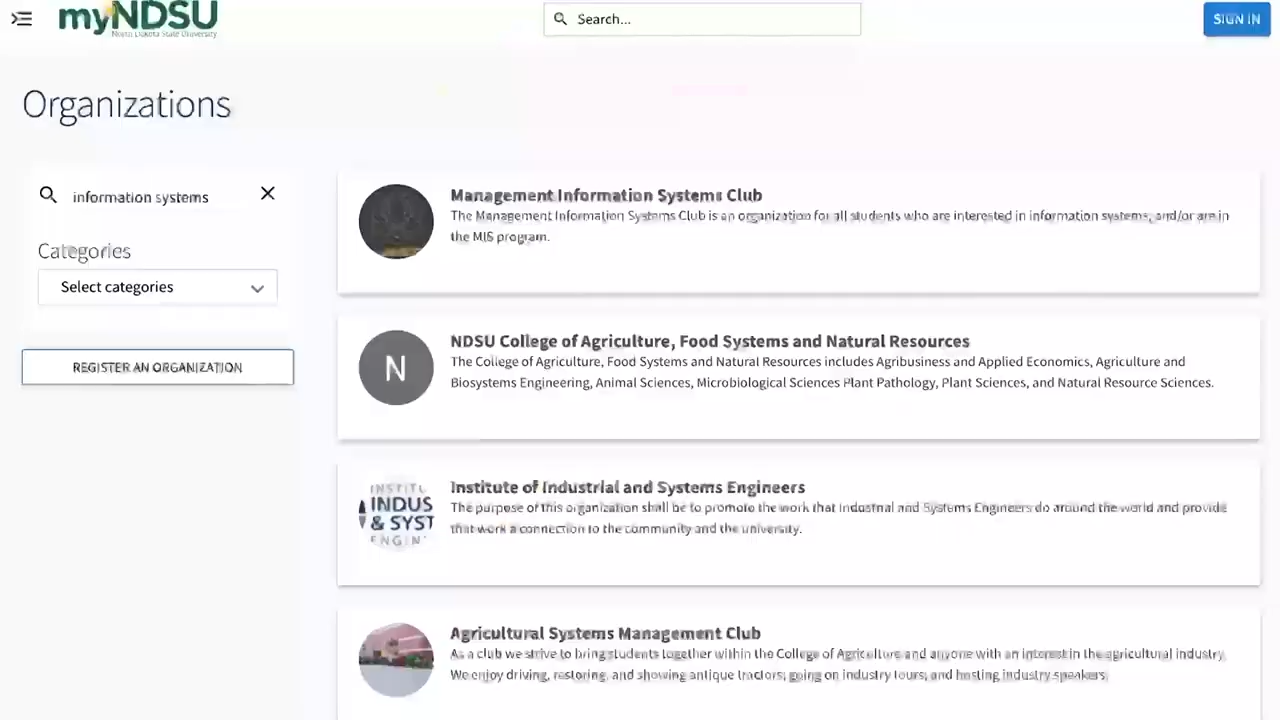 myNDSU
North Dakota State University
Search...
SIGN IN
Organizations
information systems
Categories
Select categories
REGISTER AN ORGANIZATION
Management Information Systems Club
The Management Information Systems Club is an organization for all students who are interested in information systems, and/or are in
the MIS program.
N
NDSU College of Agriculture, Food Systems and Natural Resources
The College of Agriculture, Food Systems and Natural Resources includes Agribusiness and Applied Economics, Agriculture and
Biosystems Engineering, Animal Sciences, Microbiological Sciences Plant Pathology, Plant Sciences, and Natural Resource Sciences.
INSTITU
INDUS
& SYST
ENGIN
Institute of Industrial and Systems Engineers
The purpose of this organization shall be to promote the work that Industrial and Systems Engineers do around the world and provide
that work a connection to the community and the university.
Agricultural Systems Management Club
As a club we strive to bring students together within the College of Agriculture and anyone with an interest in the agricultural industry.
We enjoy driving, restoring, and showing antique tractors, going on industry tours, and hosting industry speakers.